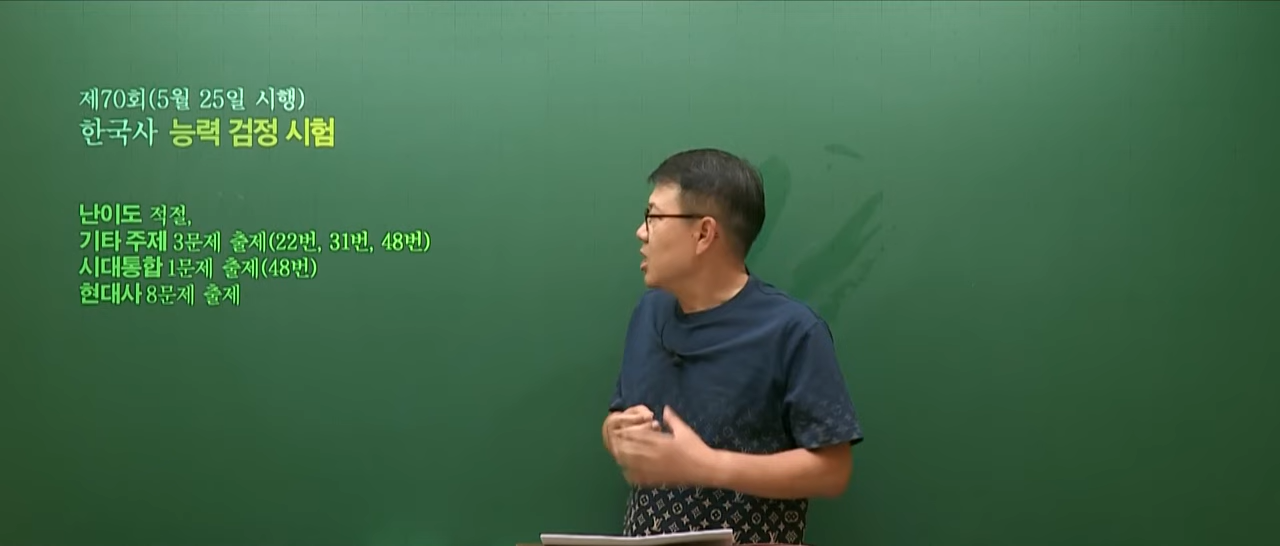 제70회(5월 25일 시행)
한국사 능력 검정 시험
난이도 적절,
기타 주제 3문제 출제(22번, 31번, 48번)
시대통합 1문제 출제(48번)
현대사 8문제 출제